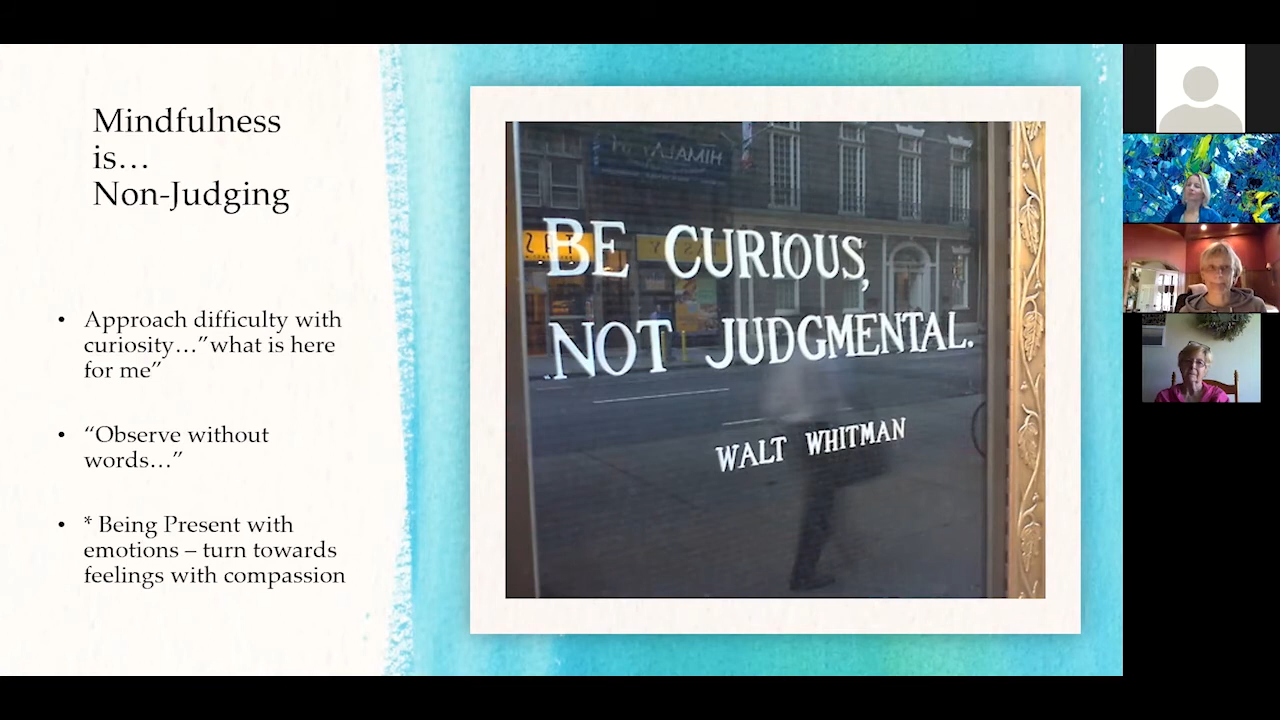 Mindfulness
is…
Non-Judging
• Approach difficulty with
curiosity…”what is here
for me”
• “Observe without
words…”
• * Being Present with
emotions – turn towards
feelings with compassion
BE CURIOUS,
NOT JUDGMENTAL.
WALT WHITMAN